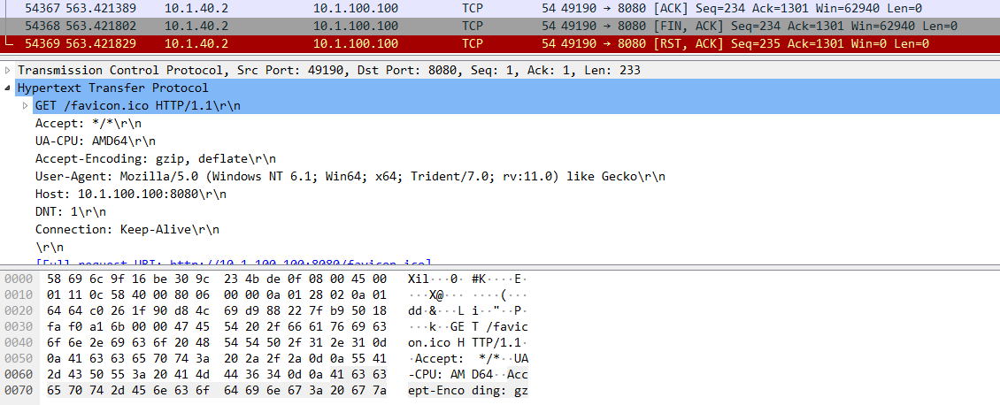 54367 563.421389 10.1.40.2 10.1.100.100 TCP 54 49190 → 8080 [ACK] Seq=234 Ack=1301 Win=62940 Len=0
54368 563.421802 10.1.40.2 10.1.100.100 TCP 54 49190 → 8080 [FIN, ACK] Seq=234 Ack=1301 Win=62940 Len=0
54369 563.421829 10.1.40.2 10.1.100.100 TCP 54 49190 → 8080 [RST, ACK] Seq=235 Ack=1301 Win=0 Len=0
Transmission Control Protocol, Src Port: 49190, Dst Port: 8080, Seq: 1, Ack: 1, Len: 233
Hypertext Transfer Protocol
GET /favicon.ico HTTP/1.1\r\n
Accept: */*\r\n
UA-CPU: AMD64\r\n
Accept-Encoding: gzip, deflate\r\n
User-Agent: Mozilla/5.0 (Windows NT 6.1; Win64; x64; Trident/7.0; rv:11.0) like Gecko\r\n
Host: 10.1.100.100:8080\r\n
DNT: 1\r\n
Connection: Keep-Alive\r\n
\r\n
[Full request URI: http://10.1.100.100:8080/favicon.ico]
0000 58 69 6c 9f 16 be 30 9c 23 4b de 0f 08 00 45 00 Xil···0· #K····E·
0010 01 11 0c 58 40 00 80 06 00 00 0a 01 28 02 0a 01 ···X@··· ····(···
0020 64 64 c0 26 1f 90 d8 4c 69 d9 88 22 7f b9 50 18 dd·&···L i··"··P·
0030 fa f0 a1 6b 00 00 47 45 54 20 2f 66 61 76 69 63 ···k··GE T /favic
0040 6f 6e 2e 69 63 6f 20 48 54 54 50 2f 31 2e 31 0d on.ico H TTP/1.1·
0050 0a 41 63 63 65 70 74 3a 20 2a 2f 2a 0d 0a 55 41 ·Accept: */*··UA
0060 2d 43 50 55 3a 20 41 4d 44 36 34 0d 0a 41 63 63 -CPU: AM D64··Acc
0070 65 70 74 2d 45 6e 63 6f 64 69 6e 67 3a 20 67 7a ept-Enco ding: gz